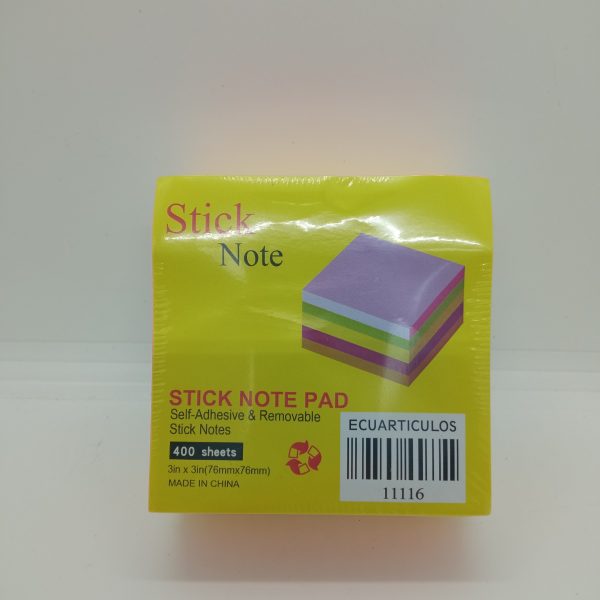 Stick
Note
STICK NOTE PAD
Self-Adhesive & Removable
Stick Notes
400 sheets
3in x 3in(76mmx76mm)
MADE IN CHINA
ECUARTICULOS
11116